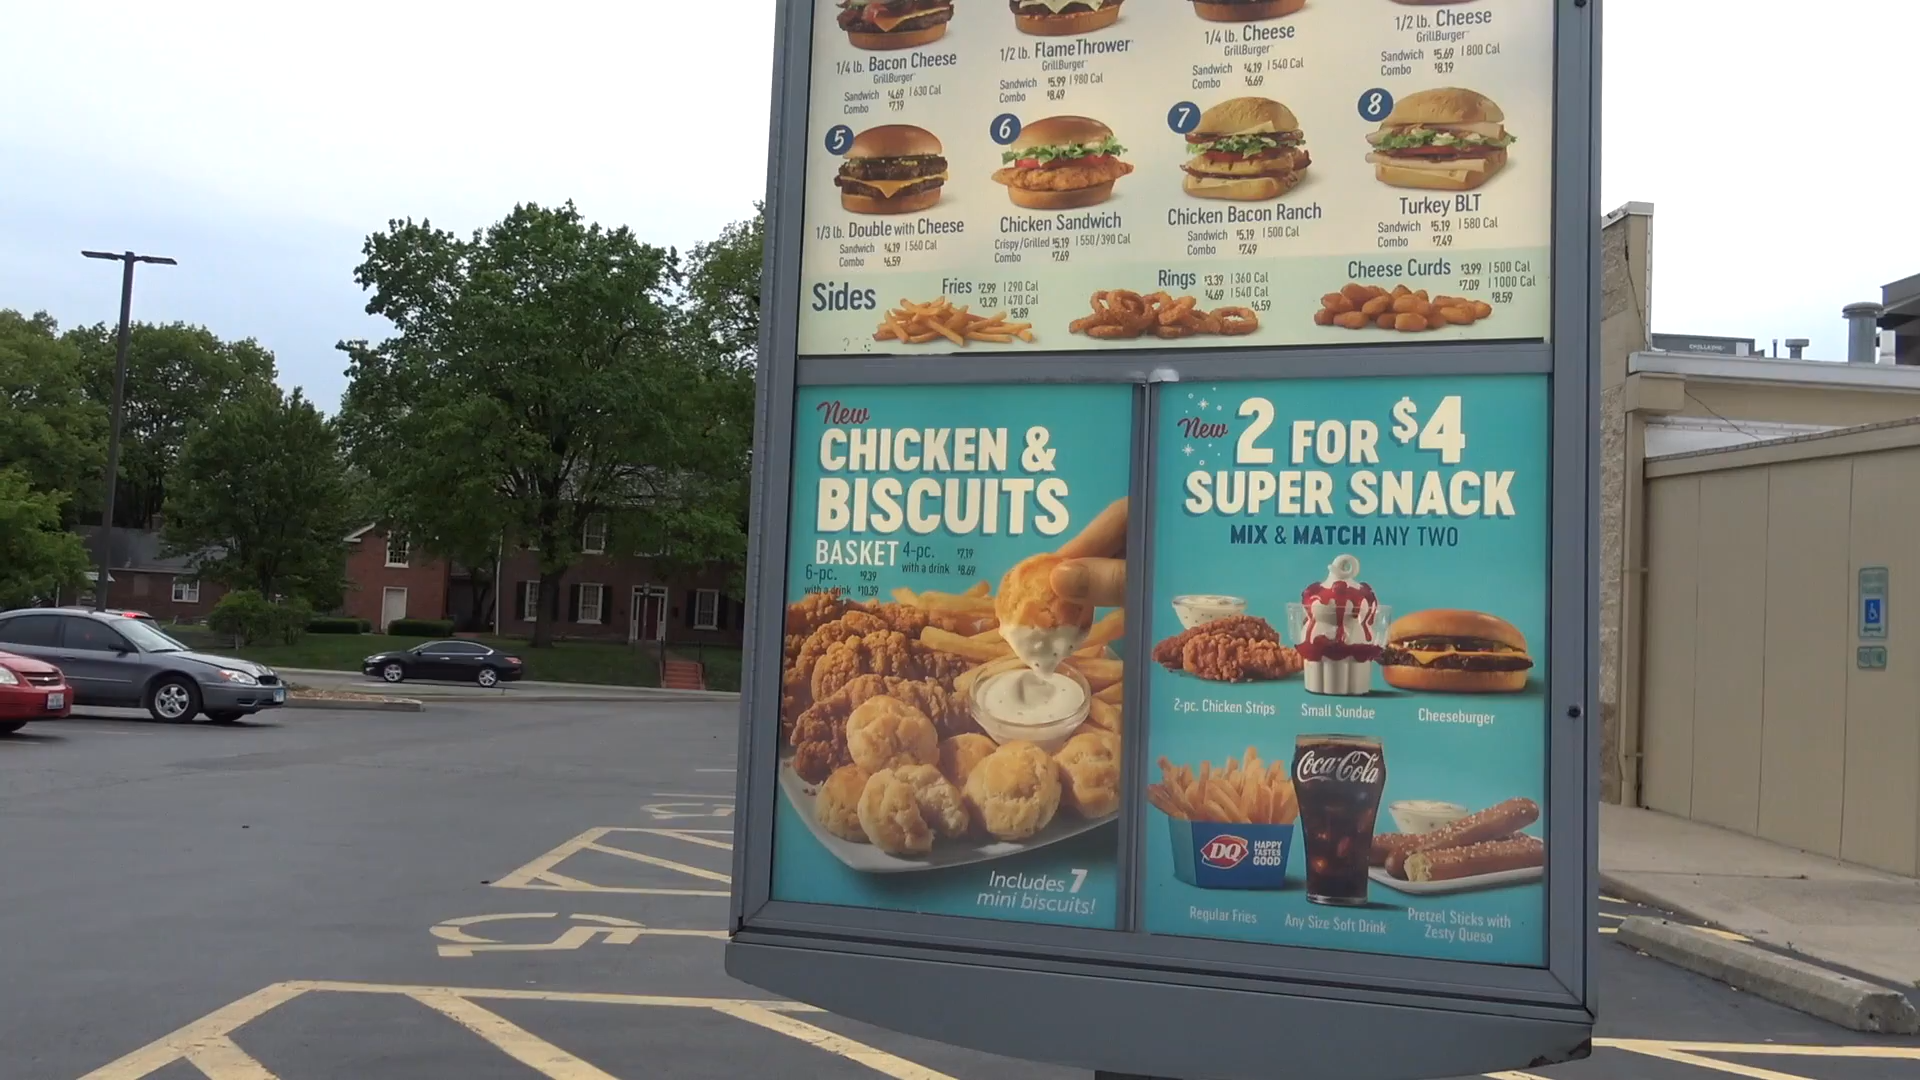 1/4 lb. Bacon Cheese
GrillBurger™
Sandwich $4.69 | 630 Cal
Combo $7.19
1/2 lb. FlameThrower®
GrillBurger™
Sandwich $5.99 | 980 Cal
Combo $8.49
1/4 lb. Cheese
GrillBurger™
Sandwich $4.19 | 540 Cal
Combo $6.69
1/2 lb. Cheese
GrillBurger™
Sandwich $5.69 | 800 Cal
Combo $8.19
5
1/3 lb. Double with Cheese
Sandwich $4.19 | 560 Cal
Combo $6.59
6
Chicken Sandwich
Crispy/Grilled $5.19 | 550/390 Cal
Combo $7.69
7
Chicken Bacon Ranch
Sandwich $5.19 | 500 Cal
Combo $7.49
8
Turkey BLT
Sandwich $5.19 | 580 Cal
Combo $7.49
Sides
Fries $2.99 | 290 Cal
$3.29 | 470 Cal
$5.89
Rings $3.39 | 360 Cal
$4.69 | 540 Cal
$6.59
Cheese Curds $3.99 | 500 Cal
$7.09 | 1000 Cal
$8.59
New
CHICKEN &
BISCUITS
BASKET 4-pc. $7.19
with a drink $8.69
6-pc. $9.39
with a drink $10.39
Includes 7
mini biscuits!
New
2 FOR $4
SUPER SNACK
MIX & MATCH ANY TWO
2-pc. Chicken Strips
Small Sundae
Cheeseburger
Coca-Cola
DQ
HAPPY
TASTES
GOOD
Regular Fries
Any Size Soft Drink
Pretzel Sticks with
Zesty Queso